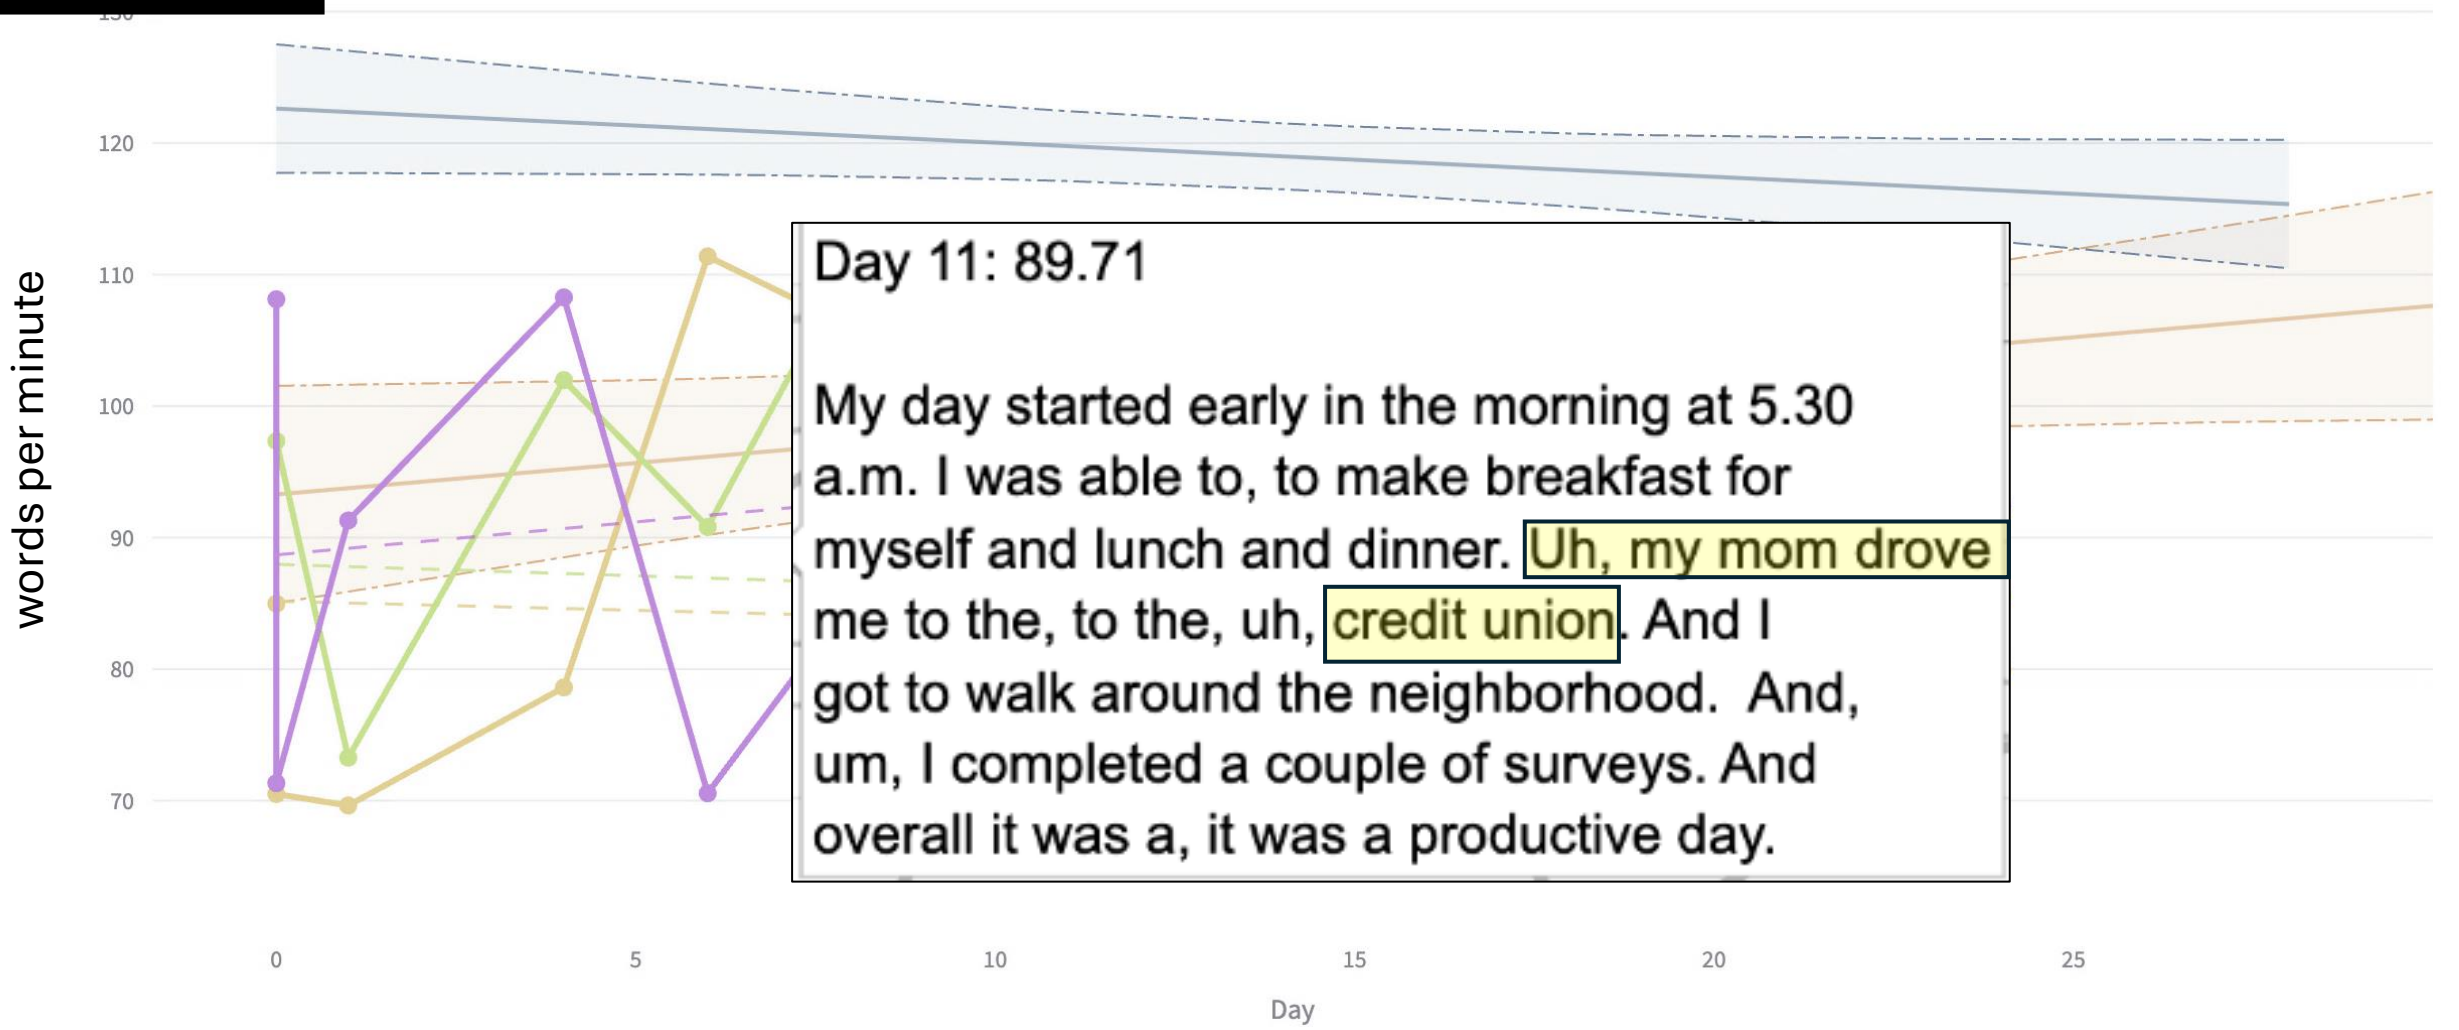 130
120
110
100
90
80
70
words per minute
Day 11: 89.71
My day started early in the morning at 5.30
a.m. I was able to, to make breakfast for
myself and lunch and dinner. Uh, my mom drove
me to the, to the, uh, credit union. And I
got to walk around the neighborhood. And,
um, I completed a couple of surveys. And
overall it was a, it was a productive day.
0 5 10 15 20 25
Day